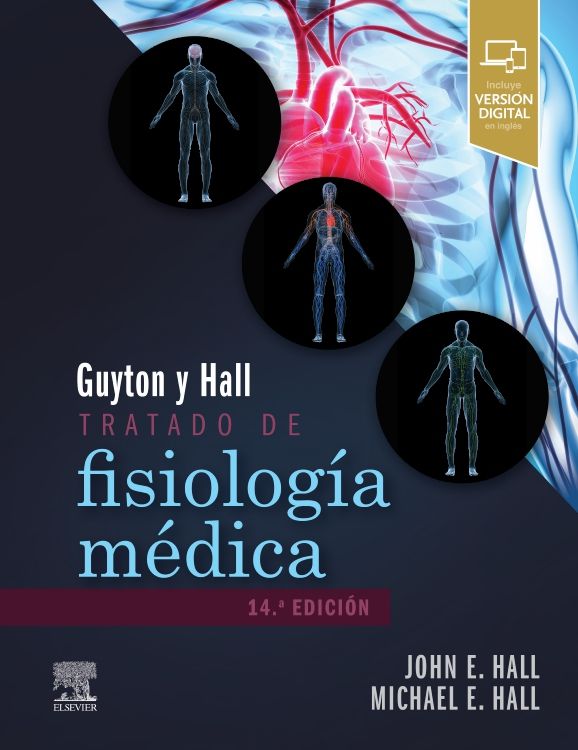 Incluye
VERSIÓN
DIGITAL
en inglés
Guyton y Hall
TRATADO DE
fisiología
médica
14.ª EDICIÓN
JOHN E. HALL
MICHAEL E. HALL
ELSEVIER